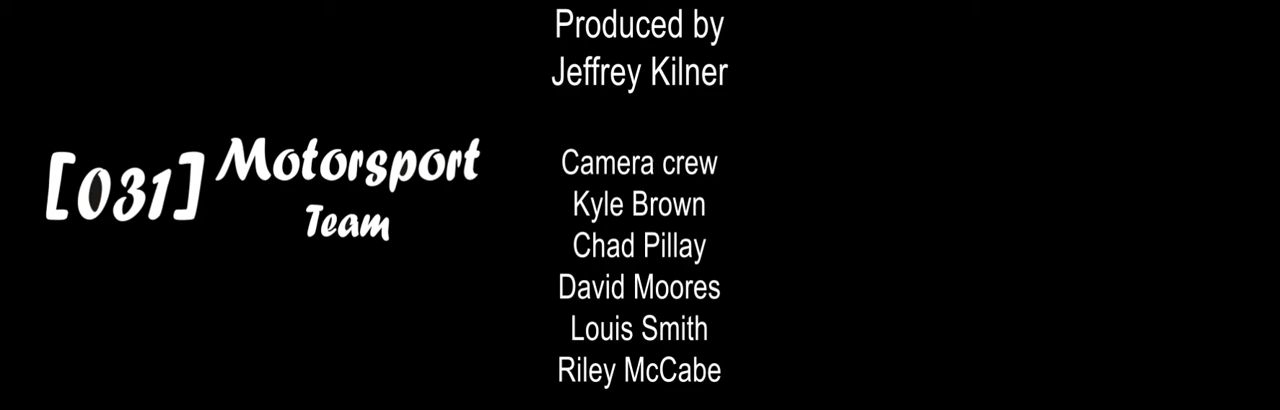 [031] Motorsport
Team
Produced by
Jeffrey Kilner
Camera crew
Kyle Brown
Chad Pillay
David Moores
Louis Smith
Riley McCabe